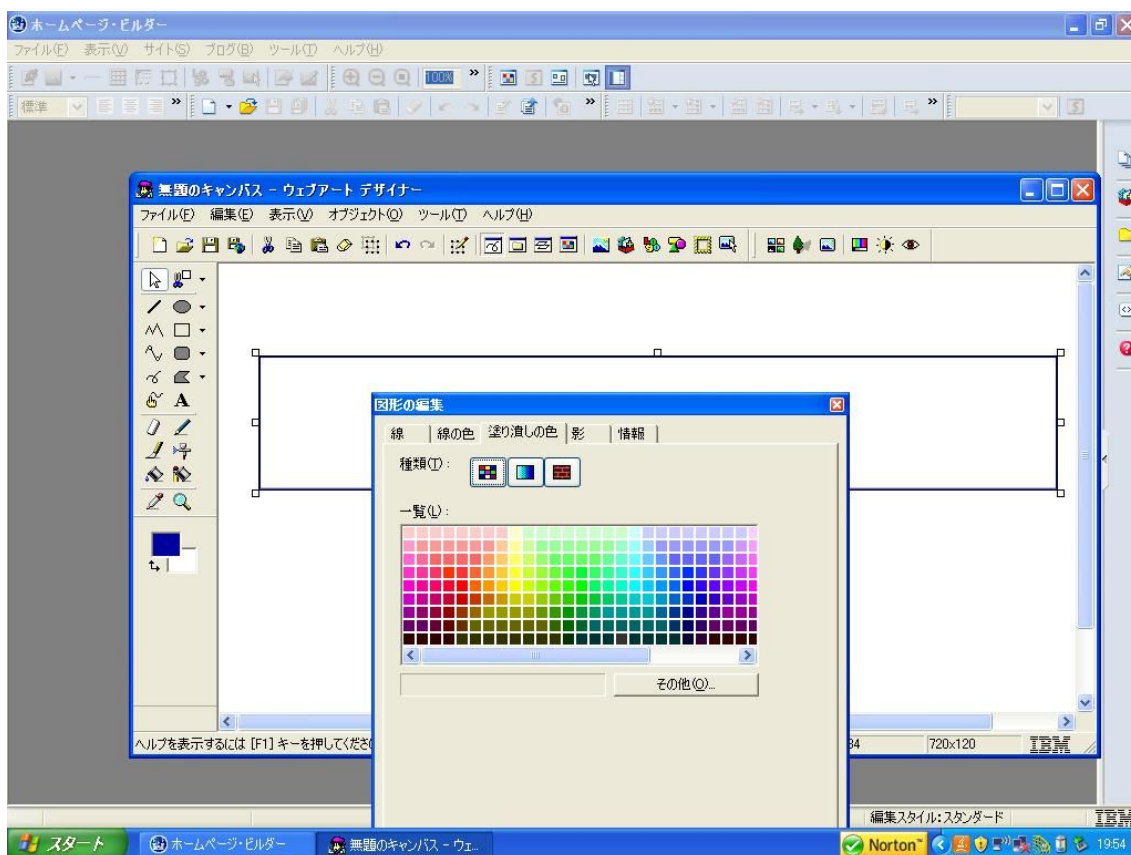 ホームページ・ビルダー
ファイル(F) 表示(V) サイト(S) ブログ(B) ツール(T) ヘルプ(H)
100%
標準
無題のキャンバス - ウェブアート デザイナー
ファイル(F) 編集(E) 表示(V) オブジェクト(O) ツール(T) ヘルプ(H)
A
図形の編集
線 線の色 塗り潰しの色 影 情報
種類(T):
一覧(L):
その他(O)...
ヘルプを表示するには [F1] キーを押してくださ
84 720x120 IBM
編集スタイル:スタンダード IBM
スタート ホームページ・ビルダー 無題のキャンバス - ウェ... Norton™ 19:54